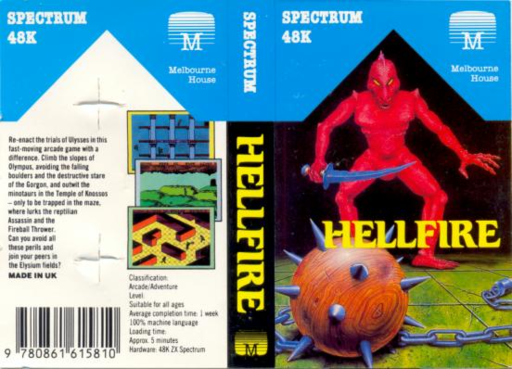 SPECTRUM
48K
M
Melbourne
House
Re-enact the trials of Ulysses in this
fast-moving arcade game with a
difference. Climb the slopes of
Olympus, avoiding the falling
boulders and the destructive stare
of the Gorgon, and outwit the
minotaurs in the Temple of Knossos
– only to be trapped in the maze,
where lurks the reptilian
Assassin and the
Fireball Thrower.
Can you avoid all
these perils and
join your peers in
the Elysium fields?
MADE IN UK
9 780861 615810
Classification:
Arcade/Adventure
Level:
Suitable for all ages
Average completion time: 1 week
100% machine language
Loading time:
Approx. 5 minutes
Hardware: 48K ZX Spectrum
SPECTRUM
HELLFIRE
M
SPECTRUM
48K
M
Melbourne
House
HELLFIRE